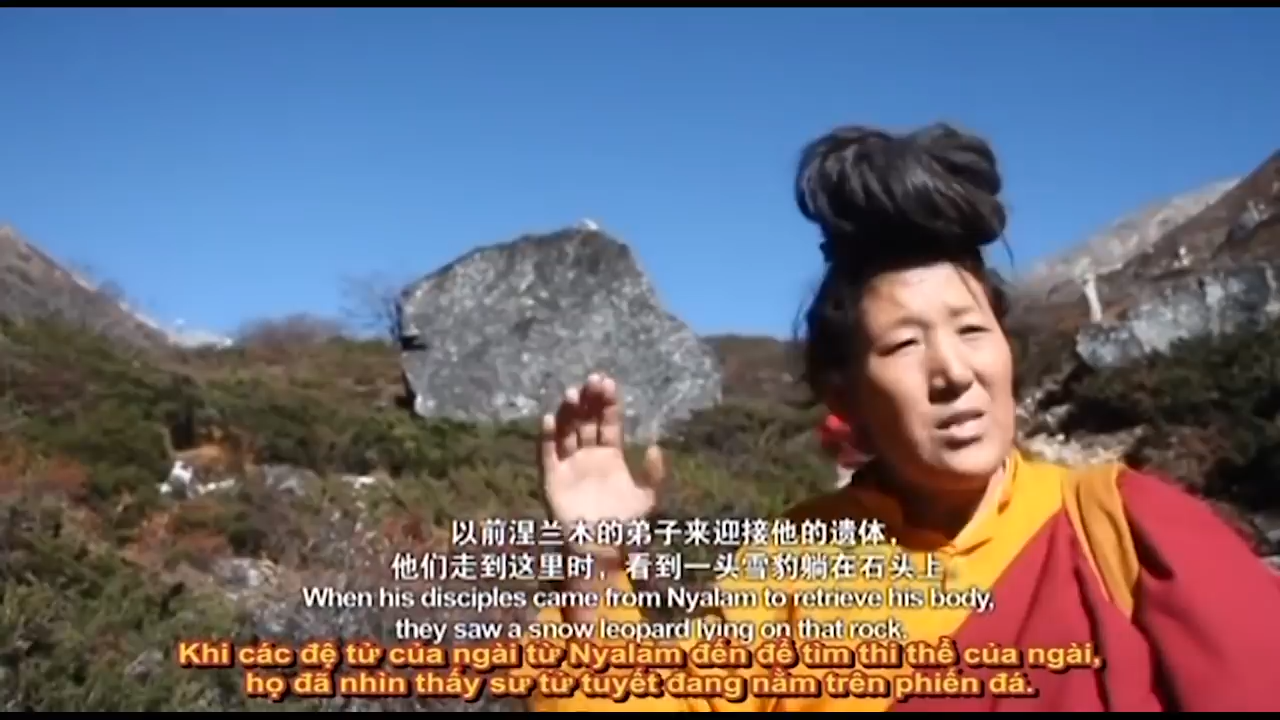 以前涅兰木的弟子来迎接他的遗体，
他们走到这里时，看到一头雪豹躺在石头上.
When his disciples came from Nyalam to retrieve his body,
they saw a snow leopard lying on that rock.
Khi các đệ tử của ngài từ Nyalam đến để tìm thi thể của ngài,
họ đã nhìn thấy sư tử tuyết đang nằm trên phiến đá.